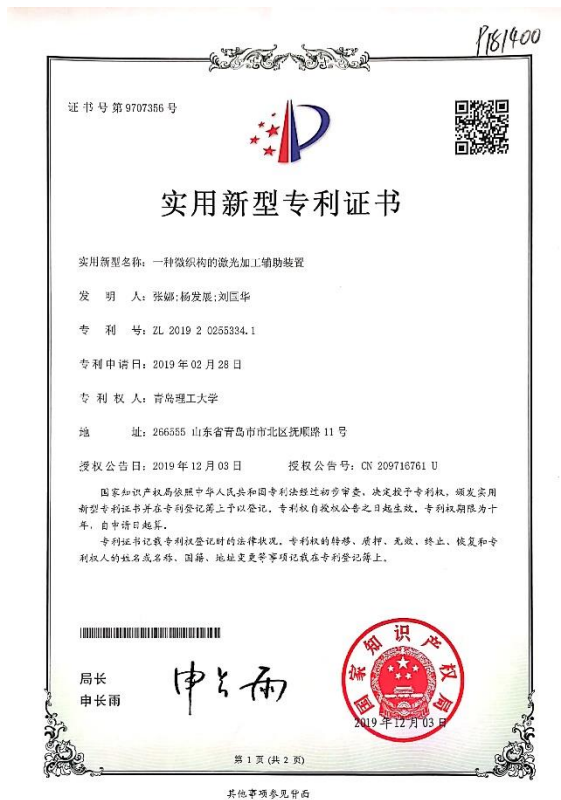 P181400
证书号第9707356号
实用新型专利证书
实用新型名称：一种微织构的激光加工辅助装置
发 明 人：张娜;杨发展;刘匡华
专 利 号：ZL 2019 2 0255334.1
专利申请日：2019年02月28日
专 利 权 人：青岛理工大学
地 址：266555 山东省青岛市市北区抚顺路11号
授权公告日：2019年12月03日 授权公告号：CN 209716761 U
国家知识产权局依照中华人民共和国专利法经过初步审查，决定授予专利权，颁发实用
新型专利证书并在专利登记簿上予以登记。专利权自授权公告之日起生效。专利权期限为十
年，自申请日起算。
专利证书记载专利权登记时的法律状况。专利权的转移、质押、无效、终止、恢复和专
利权人的姓名或名称、国籍、地址变更等事项记载在专利登记簿上。
局长
申长雨
申长雨
国家知识产权局
2019年12月03日
第 1 页 (共 2 页)
其他事项参见背面